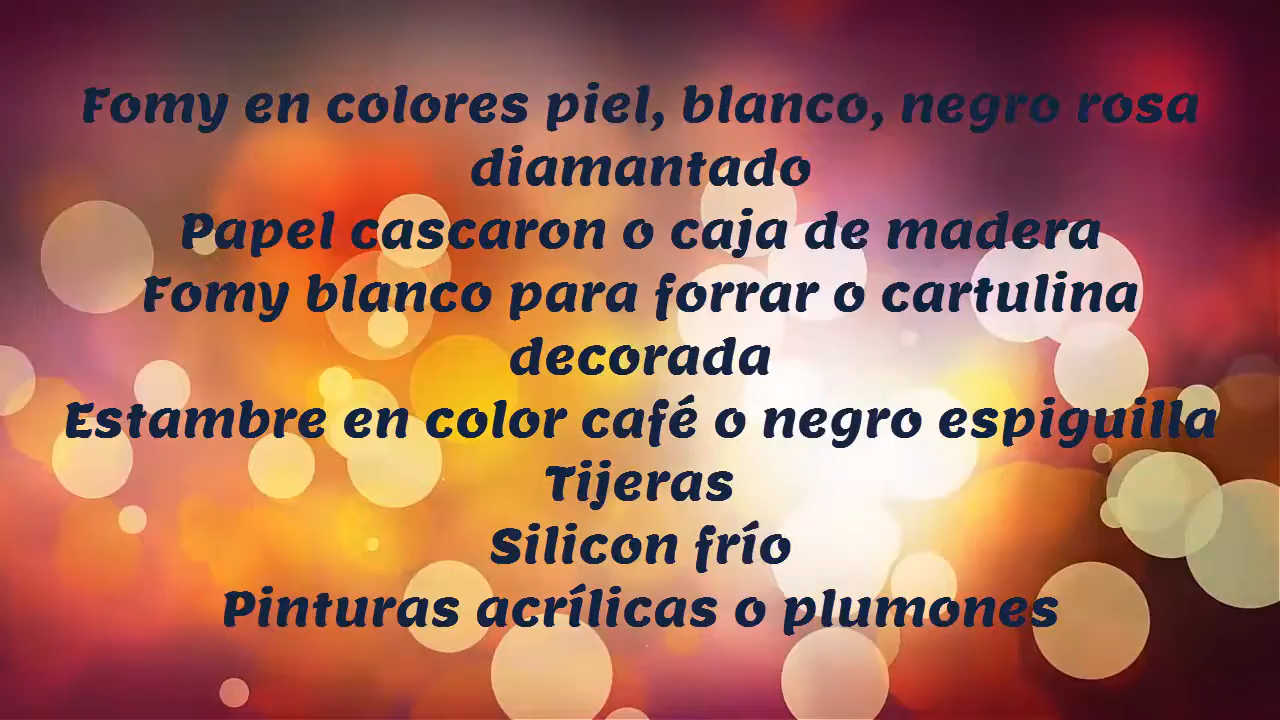 Fomy en colores piel, blanco, negro rosa
diamantado
Papel cascaron o caja de madera
Fomy blanco para forrar o cartulina
decorada
Estambre en color café o negro espiguilla
Tijeras
Silicon frío
Pinturas acrílicas o plumones